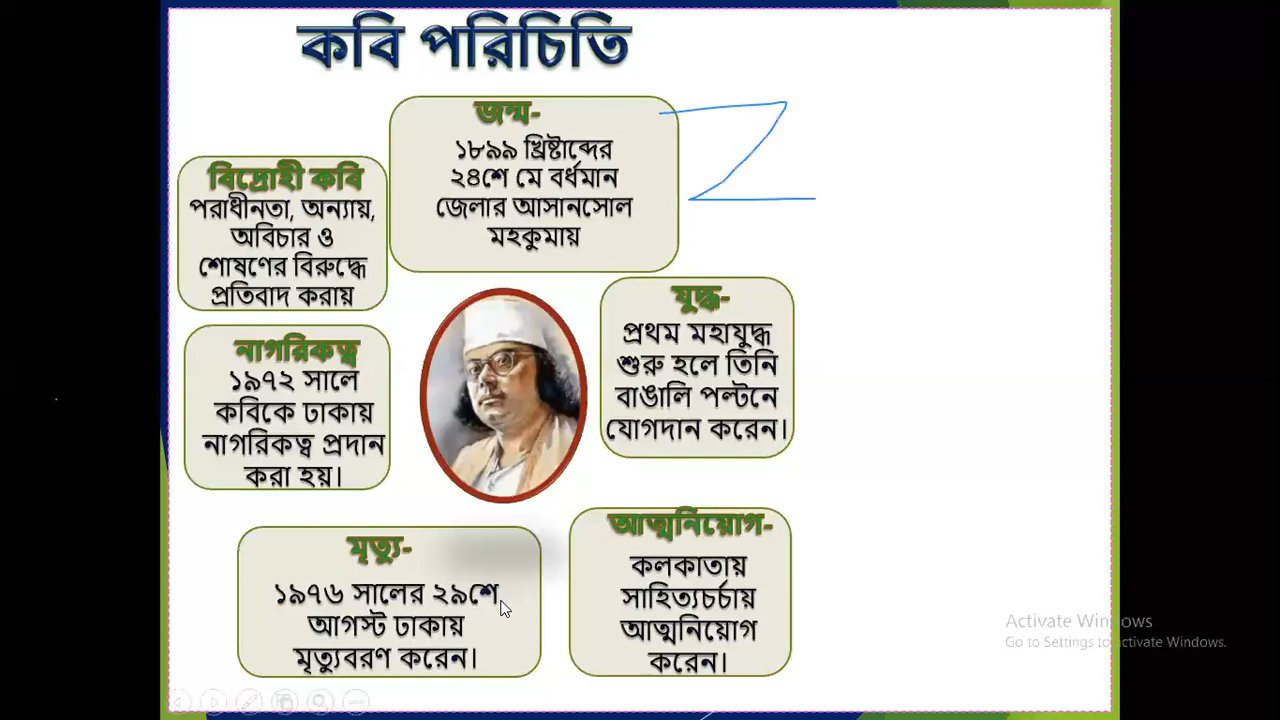 কবি পরিচিতি
জন্ম-
১৮৯৯ খ্রিষ্টাব্দের
২৪শে মে বর্ধমান
জেলার আসানসোল
মহকুমায়
বিদ্রোহী কবি
পরাধীনতা, অন্যায়,
অবিচার ও
শোষণের বিরুদ্ধে
প্রতিবাদ করায়
যুদ্ধ-
প্রথম মহাযুদ্ধ
শুরু হলে তিনি
বাঙালি পল্টনে
যোগদান করেন।
নাগরিকত্ব
১৯৭২ সালে
কবিকে ঢাকায়
নাগরিকত্ব প্রদান
করা হয়।
মৃত্যু-
১৯৭৬ সালের ২৯শে
আগস্ট ঢাকায়
মৃত্যুবরণ করেন।
আত্মনিয়োগ-
কলকাতায়
সাহিত্যচর্চায়
আত্মনিয়োগ
করেন।
Activate Windows
Go to Settings to activate Windows.